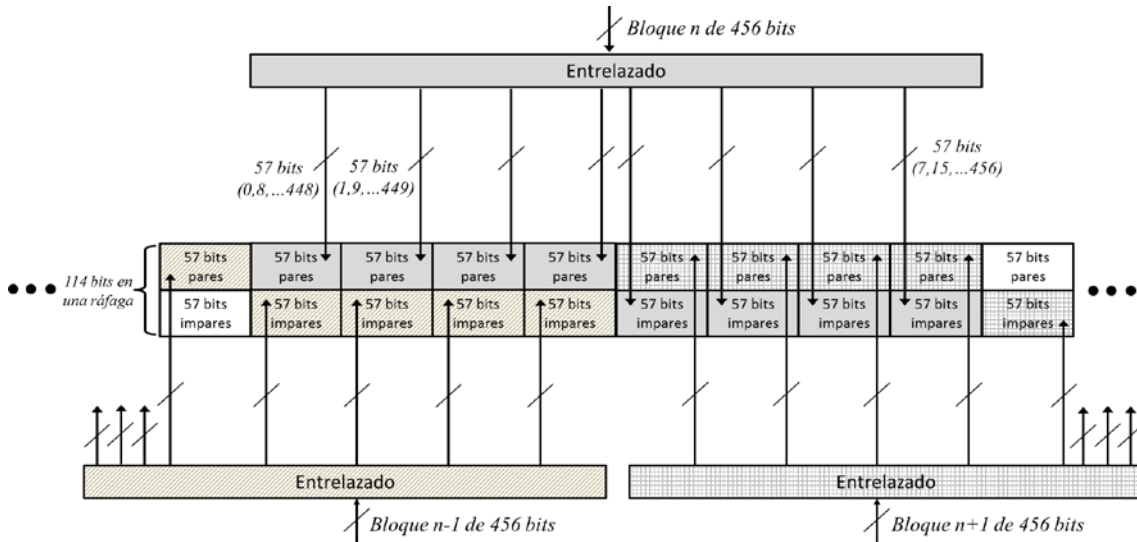 Bloque n de 456 bits
Entrelazado
57 bits
(0,8,...448)
57 bits
(1,9,...449)
57 bits
(7,15,...456)
114 bits en
una ráfaga
57 bits
pares
57 bits
pares
57 bits
pares
57 bits
pares
57 bits
pares
57 bits
pares
57 bits
pares
57 bits
pares
57 bits
pares
57 bits
pares
57 bits
impares
57 bits
impares
57 bits
impares
57 bits
impares
57 bits
impares
57 bits
impares
57 bits
impares
57 bits
impares
57 bits
impares
57 bits
impares
Entrelazado
Entrelazado
Bloque n-1 de 456 bits
Bloque n+1 de 456 bits